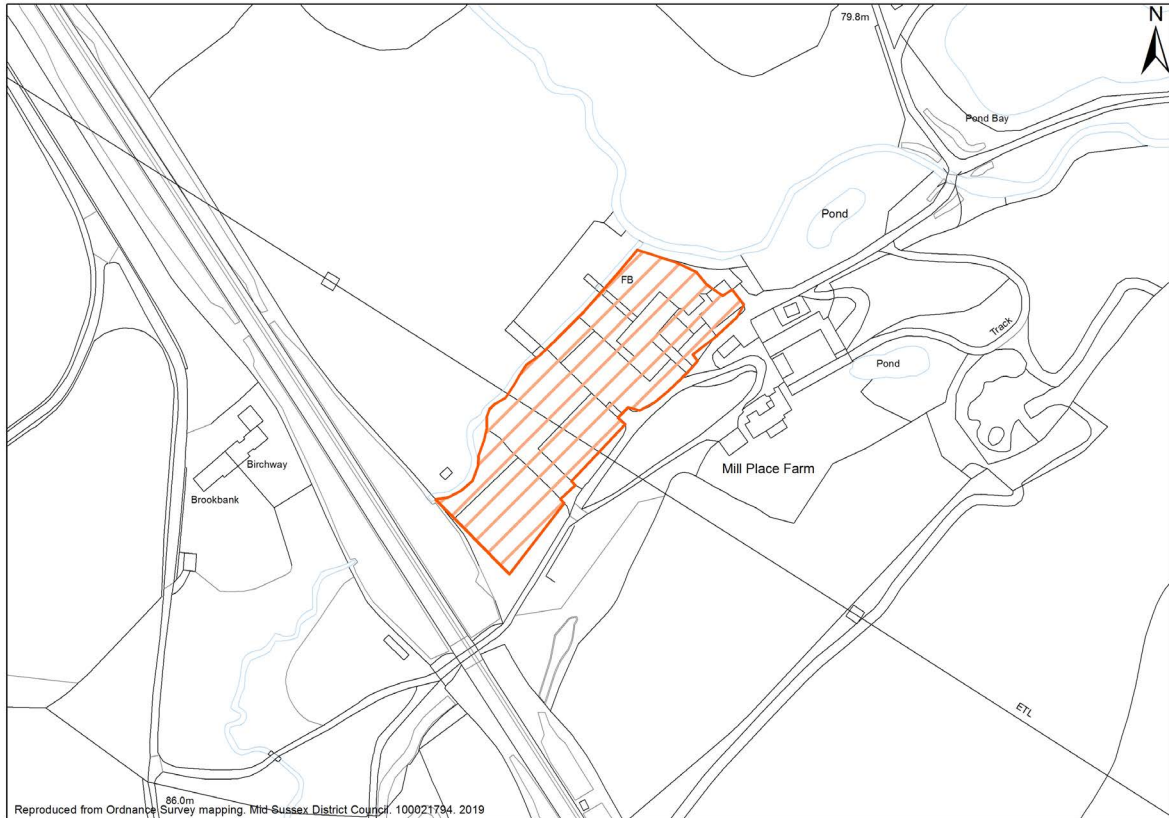 79.8m
N
Pond Bay
Pond
FB
Track
Pond
Mill Place Farm
Birchway
Brookbank
ETL
86.0m
Reproduced from Ordnance Survey mapping. Mid Sussex District Council. 100021794. 2019